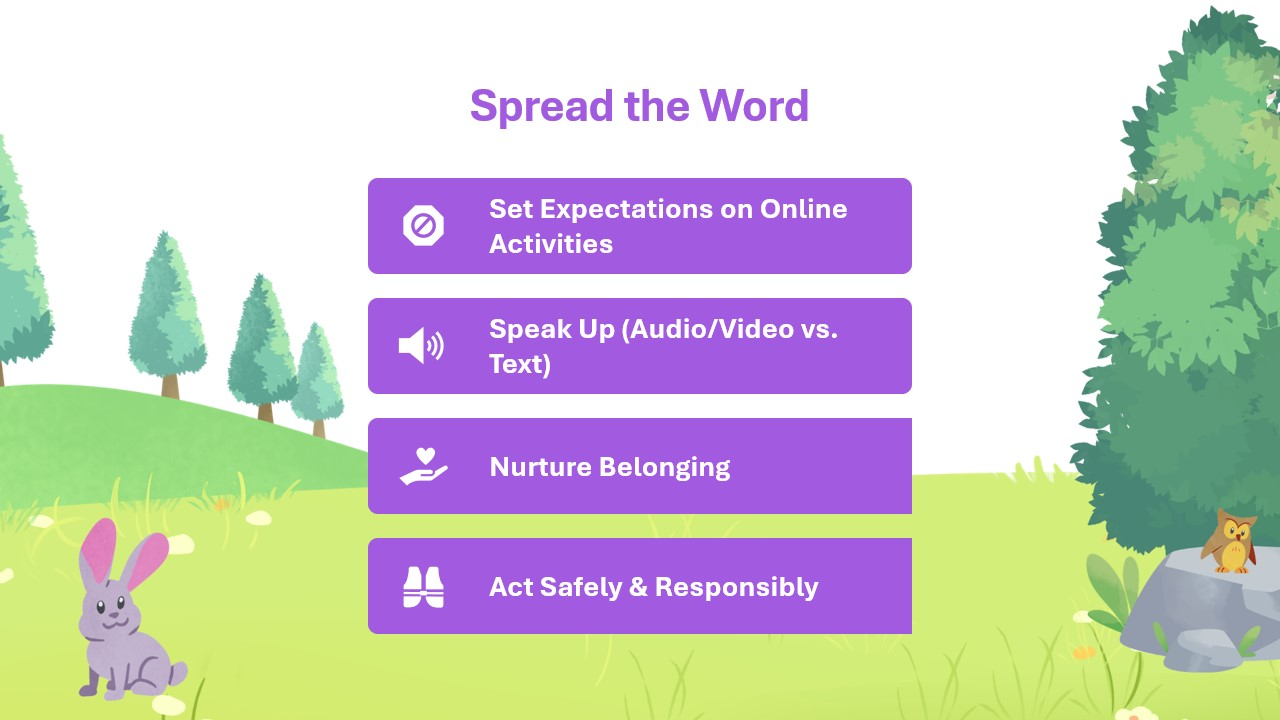 Spread the Word
Set Expectations on Online
Activities
Speak Up (Audio/Video vs.
Text)
Nurture Belonging
Act Safely & Responsibly